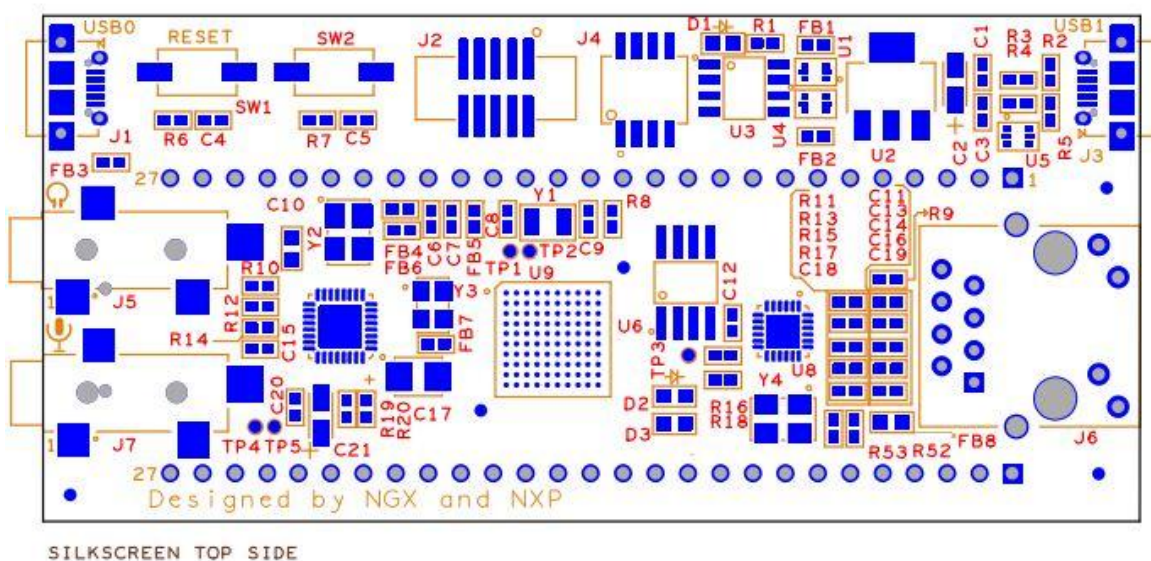 USB0 RESET SW2 J2 J4 D1 R1 FB1 U1 C1 R3 R4 R2 USB1
SW1
J1 R6 C4 R7 C5 U3 U4 FB2 U2 C2 C3 U5 R5 J3
FB3
27 1
C10 Y2 FB4 FB6 C6 C7 FB5 C8 Y1 C9 R8
R11 C11
R13 C13
R15 C14
R17 C16
C18 C19
R9
TP1 TP2
U9
R10 R12 Y3 C12
1 J5 U6
R14 C15 FB7 TP3 U8
Y4
C20 R19 R20 C17 D2 R16
R18
D3
1 J7 TP4 TP5 C21 R53 R52 FB8 J6
27 1
Designed by NGX and NXP
SILKSCREEN TOP SIDE